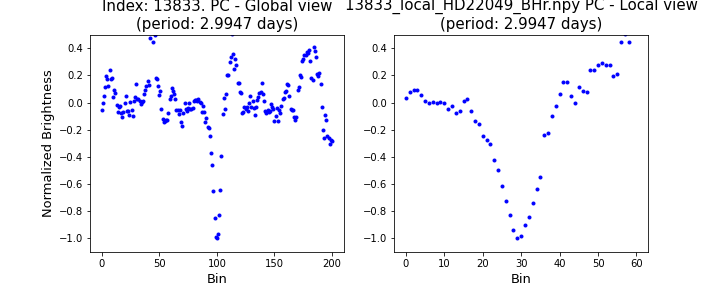 Index: 13833. PC - Global view
(period: 2.9947 days)
13833_local_HD22049_BHr.npy PC - Local view
(period: 2.9947 days)
Normalized Brightness
0.4
0.2
0.0
−0.2
−0.4
−0.6
−0.8
−1.0
0 50 100 150 200
Bin
0.4
0.2
0.0
−0.2
−0.4
−0.6
−0.8
−1.0
0 10 20 30 40 50 60
Bin